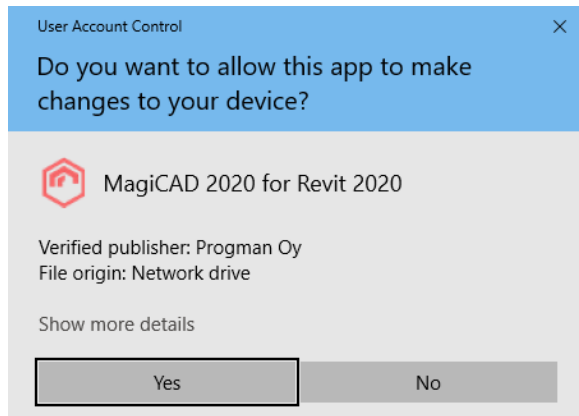 User Account Control
Do you want to allow this app to make
changes to your device?
MagiCAD 2020 for Revit 2020
Verified publisher: Progman Oy
File origin: Network drive
Show more details
Yes
No